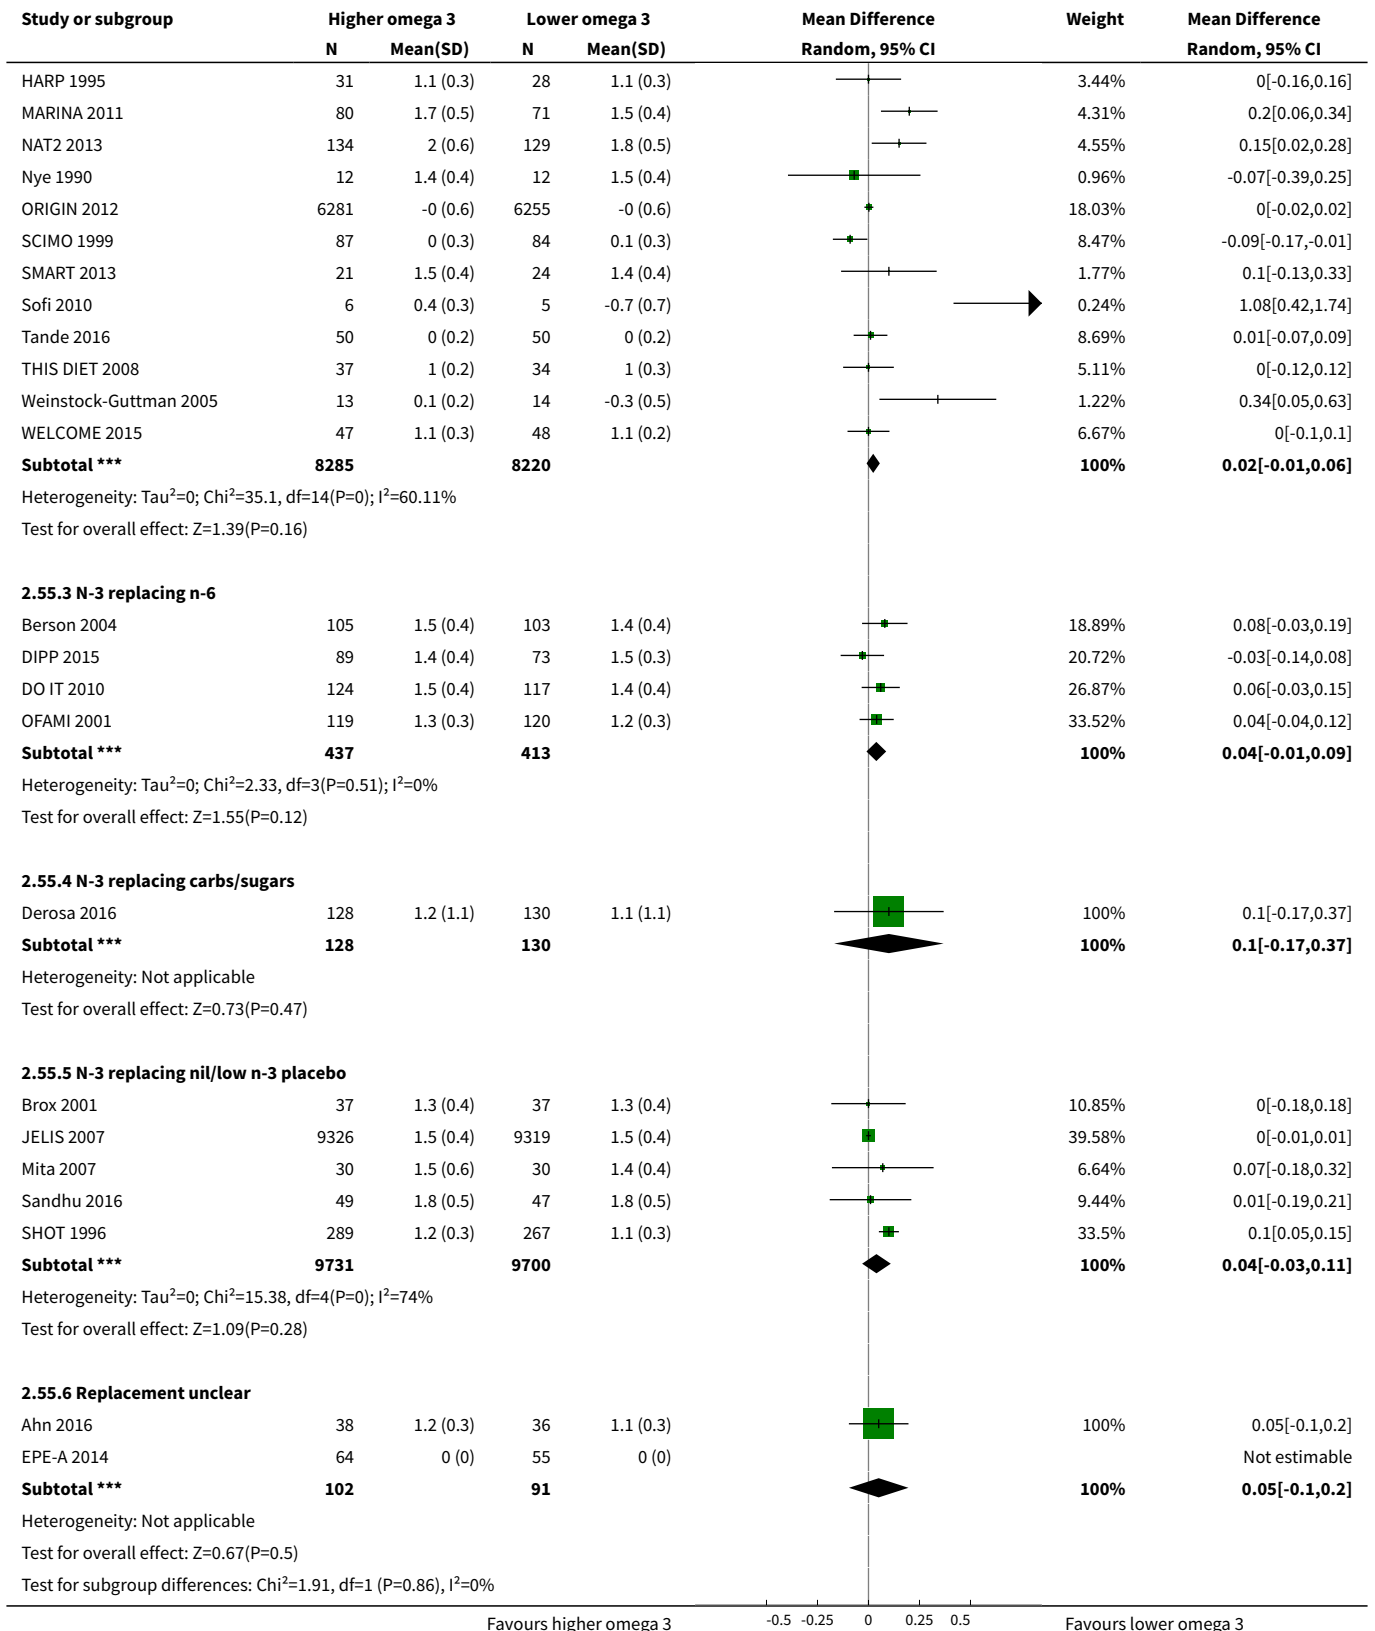 Study or subgroup Higher omega 3 Lower omega 3 Mean Difference Weight Mean Difference
N Mean(SD) N Mean(SD) Random, 95% CI Random, 95% CI
HARP 1995 31 1.1 (0.3) 28 1.1 (0.3) 3.44% 0[-0.16,0.16]
MARINA 2011 80 1.7 (0.5) 71 1.5 (0.4) 4.31% 0.2[0.06,0.34]
NAT2 2013 134 2 (0.6) 129 1.8 (0.5) 4.55% 0.15[0.02,0.28]
Nye 1990 12 1.4 (0.4) 12 1.5 (0.4) 0.96% -0.07[-0.39,0.25]
ORIGIN 2012 6281 -0 (0.6) 6255 -0 (0.6) 18.03% 0[-0.02,0.02]
SCIMO 1999 87 0 (0.3) 84 0.1 (0.3) 8.47% -0.09[-0.17,-0.01]
SMART 2013 21 1.5 (0.4) 24 1.4 (0.4) 1.77% 0.1[-0.13,0.33]
Sofi 2010 6 0.4 (0.3) 5 -0.7 (0.7) 0.24% 1.08[0.42,1.74]
Tande 2016 50 0 (0.2) 50 0 (0.2) 8.69% 0.01[-0.07,0.09]
THIS DIET 2008 37 1 (0.2) 34 1 (0.3) 5.11% 0[-0.12,0.12]
Weinstock-Guttman 2005 13 0.1 (0.2) 14 -0.3 (0.5) 1.22% 0.34[0.05,0.63]
WELCOME 2015 47 1.1 (0.3) 48 1.1 (0.2) 6.67% 0[-0.1,0.1]
Subtotal *** 8285 8220 100% 0.02[-0.01,0.06]
Heterogeneity: Tau²=0; Chi²=35.1, df=14(P=0); I²=60.11%
Test for overall effect: Z=1.39(P=0.16)
2.55.3 N-3 replacing n-6
Berson 2004 105 1.5 (0.4) 103 1.4 (0.4) 18.89% 0.08[-0.03,0.19]
DIPP 2015 89 1.4 (0.4) 73 1.5 (0.3) 20.72% -0.03[-0.14,0.08]
DO IT 2010 124 1.5 (0.4) 117 1.4 (0.4) 26.87% 0.06[-0.03,0.15]
OFAMI 2001 119 1.3 (0.3) 120 1.2 (0.3) 33.52% 0.04[-0.04,0.12]
Subtotal *** 437 413 100% 0.04[-0.01,0.09]
Heterogeneity: Tau²=0; Chi²=2.33, df=3(P=0.51); I²=0%
Test for overall effect: Z=1.55(P=0.12)
2.55.4 N-3 replacing carbs/sugars
Derosa 2016 128 1.2 (1.1) 130 1.1 (1.1) 100% 0.1[-0.17,0.37]
Subtotal *** 128 130 100% 0.1[-0.17,0.37]
Heterogeneity: Not applicable
Test for overall effect: Z=0.73(P=0.47)
2.55.5 N-3 replacing nil/low n-3 placebo
Brox 2001 37 1.3 (0.4) 37 1.3 (0.4) 10.85% 0[-0.18,0.18]
JELIS 2007 9326 1.5 (0.4) 9319 1.5 (0.4) 39.58% 0[-0.01,0.01]
Mita 2007 30 1.5 (0.6) 30 1.4 (0.4) 6.64% 0.07[-0.18,0.32]
Sandhu 2016 49 1.8 (0.5) 47 1.8 (0.5) 9.44% 0.01[-0.19,0.21]
SHOT 1996 289 1.2 (0.3) 267 1.1 (0.3) 33.5% 0.1[0.05,0.15]
Subtotal *** 9731 9700 100% 0.04[-0.03,0.11]
Heterogeneity: Tau²=0; Chi²=15.38, df=4(P=0); I²=74%
Test for overall effect: Z=1.09(P=0.28)
2.55.6 Replacement unclear
Ahn 2016 38 1.2 (0.3) 36 1.1 (0.3) 100% 0.05[-0.1,0.2]
EPE-A 2014 64 0 (0) 55 0 (0) Not estimable
Subtotal *** 102 91 100% 0.05[-0.1,0.2]
Heterogeneity: Not applicable
Test for overall effect: Z=0.67(P=0.5)
Test for subgroup differences: Chi²=1.91, df=1 (P=0.86), I²=0%
Favours higher omega 3 -0.5 -0.25 0 0.25 0.5 Favours lower omega 3